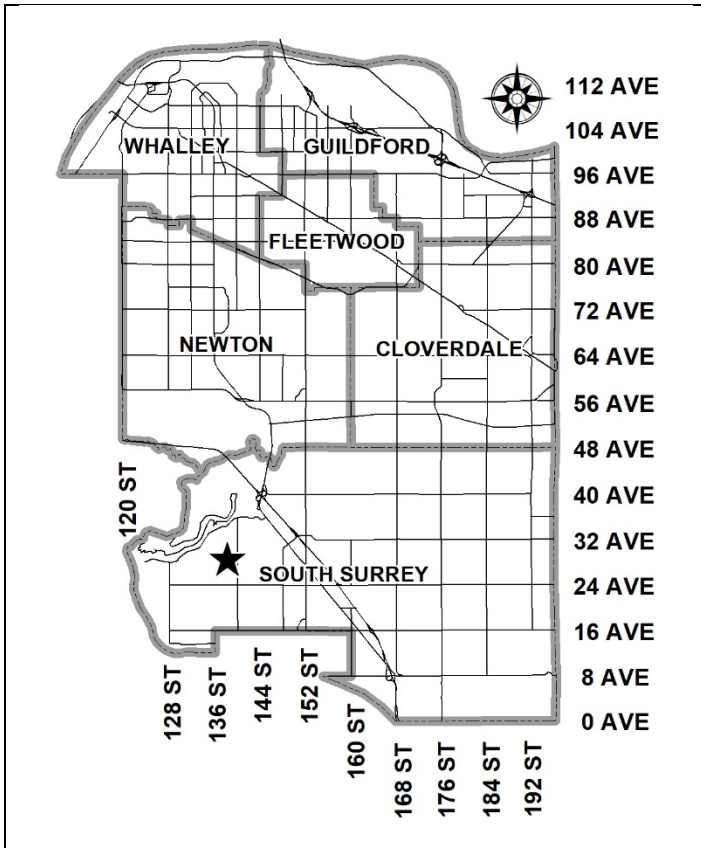 112 AVE
104 AVE
WHALLEY
GUILDFORD
96 AVE
88 AVE
FLEETWOOD
80 AVE
72 AVE
NEWTON
CLOVERDALE
64 AVE
56 AVE
48 AVE
120 ST
40 AVE
32 AVE
SOUTH SURREY
24 AVE
16 AVE
8 AVE
0 AVE
128 ST
136 ST
144 ST
152 ST
160 ST
168 ST
176 ST
184 ST
192 ST